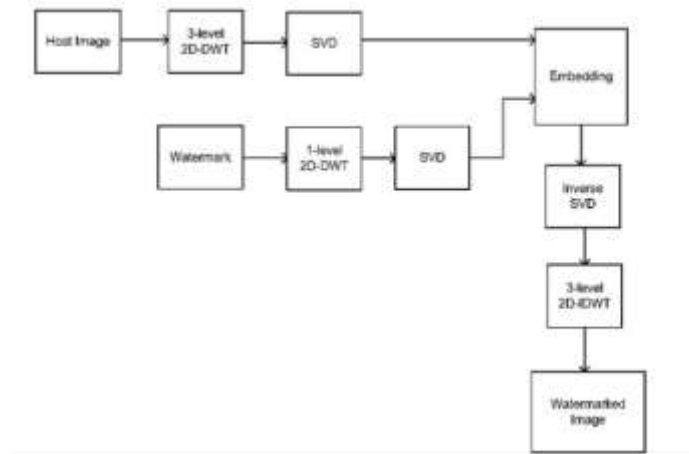 Host Image
3-level
2D-DWT
SVD
Embedding
Watermark
1-level
2D-DWT
SVD
Inverse
SVD
3-level
2D-IDWT
Watermarked
Image